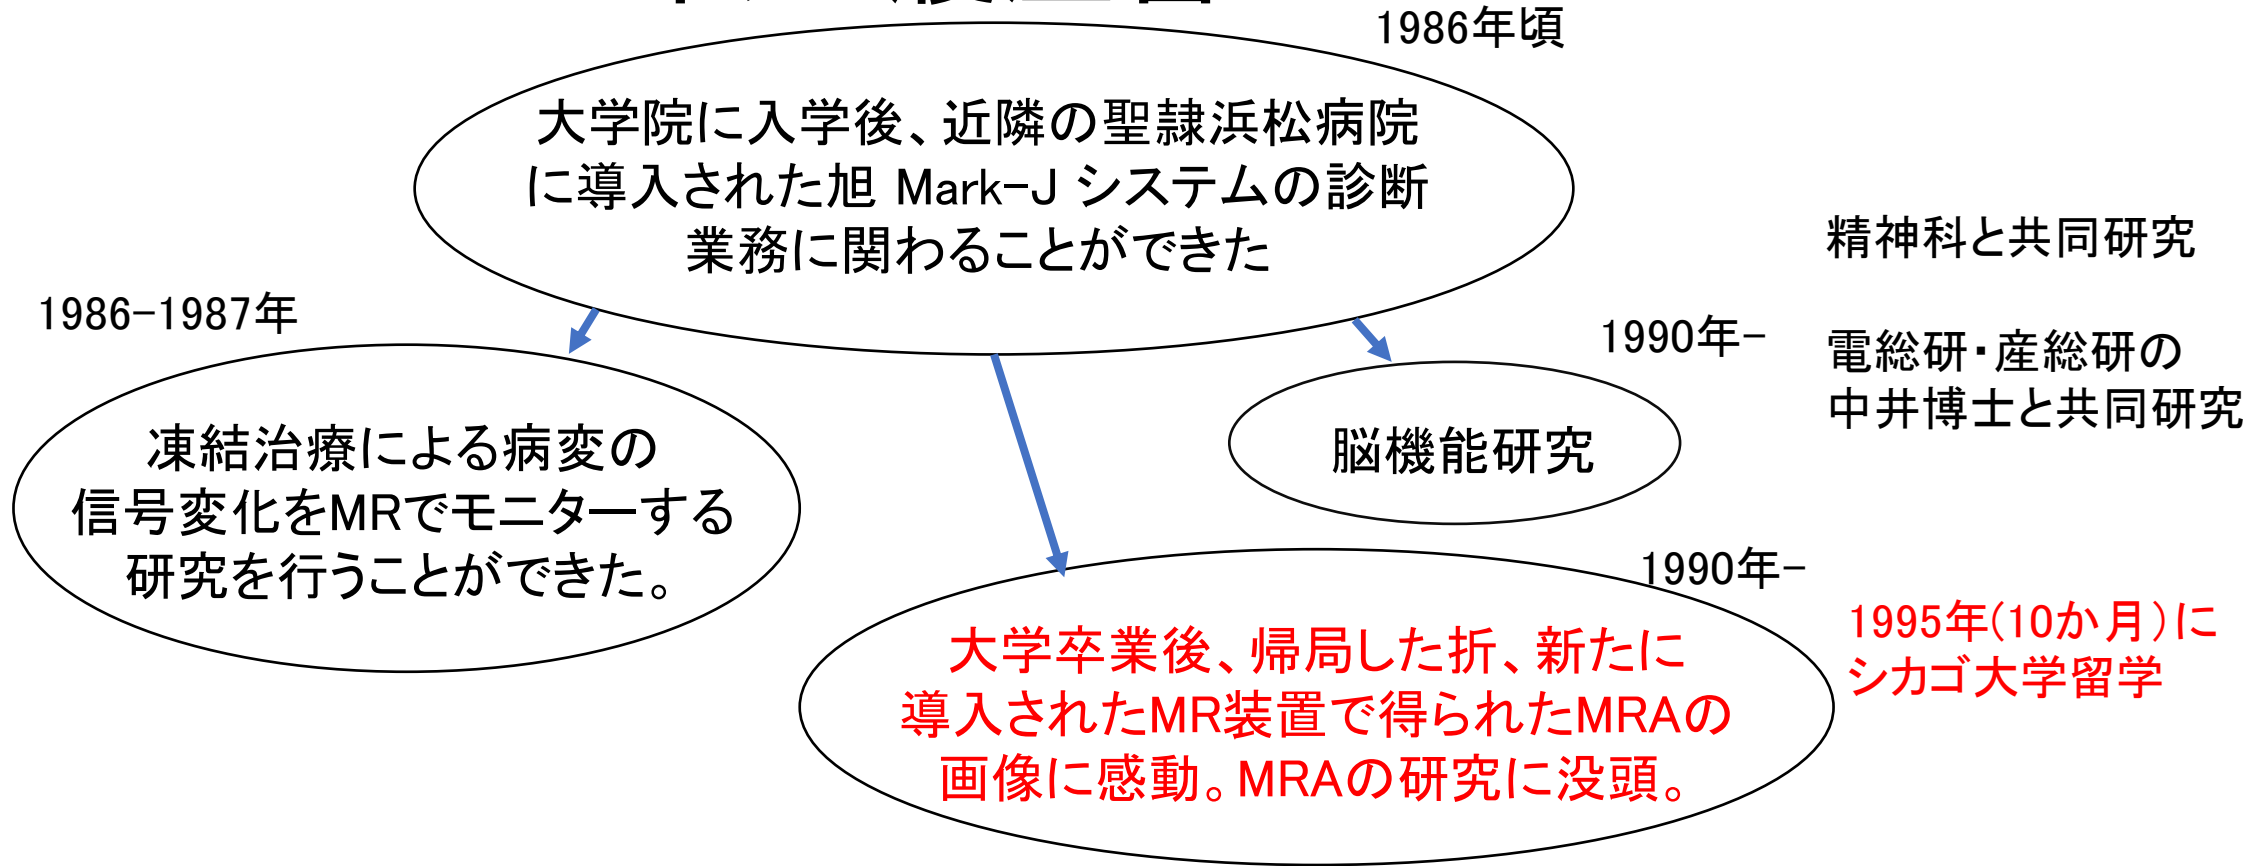 1986年頃
大学院に入学後、近隣の聖隷浜松病院
に導入された旭 Mark-J システムの診断
業務に関わることができた
1986-1987年
凍結治療による病変の
信号変化をMRでモニターする
研究を行うことができた。
1990年-
脳機能研究
精神科と共同研究
電総研・産総研の
中井博士と共同研究
1990年-
大学卒業後、帰局した折、新たに
導入されたMR装置で得られたMRAの
画像に感動。MRAの研究に没頭。
1995年(10か月)に
シカゴ大学留学